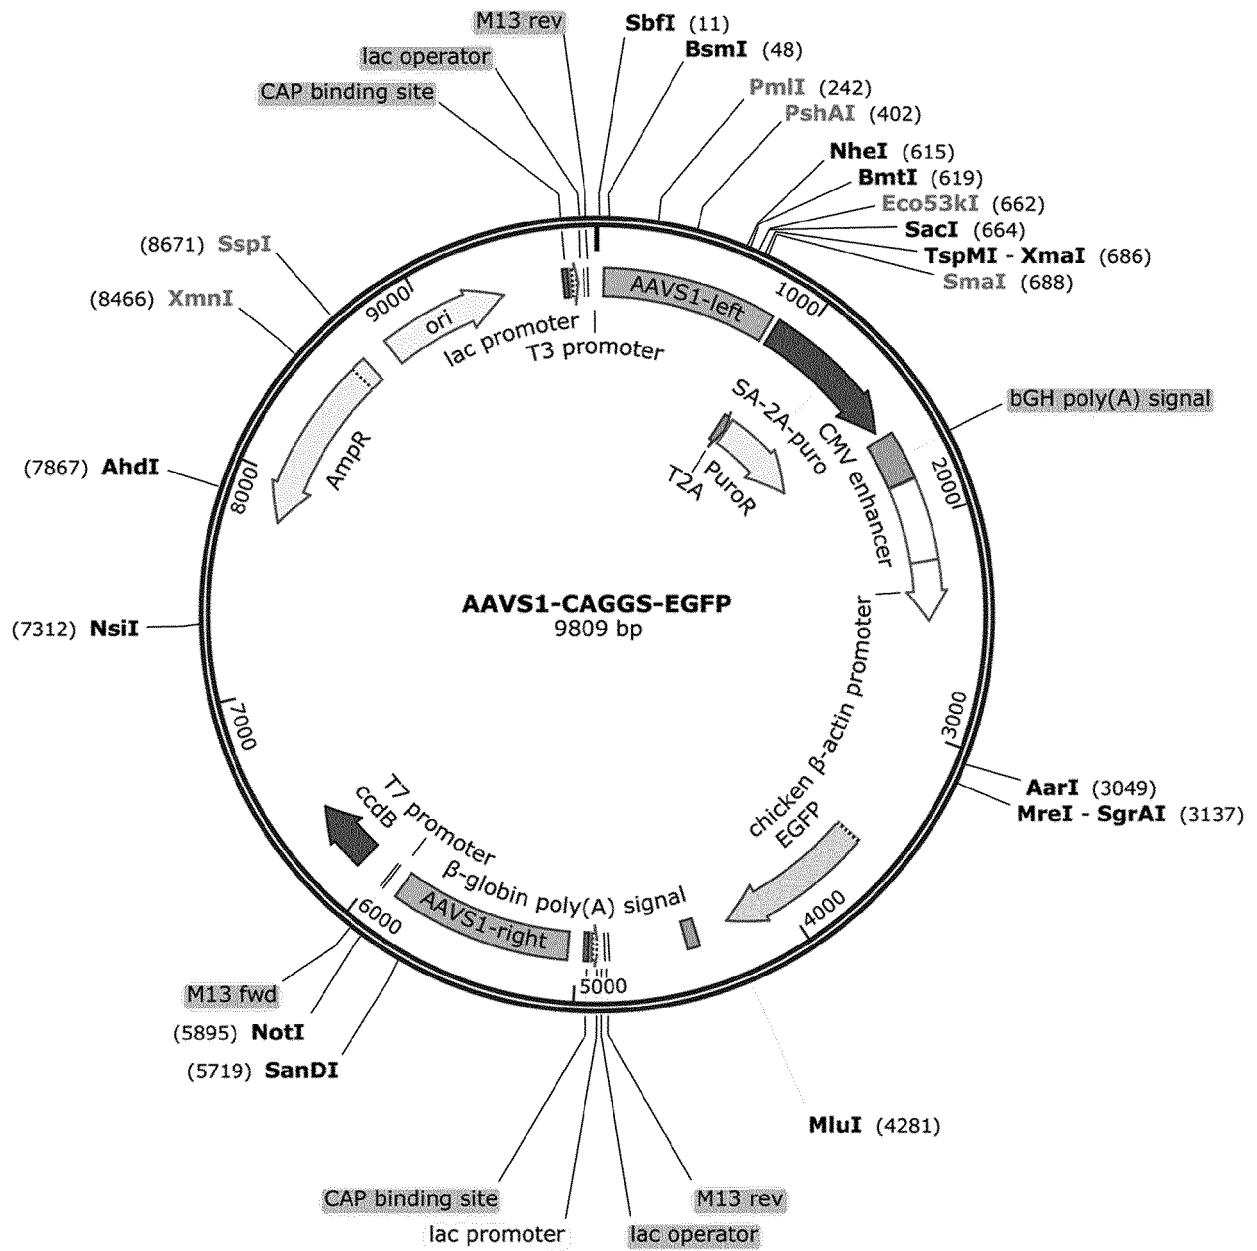 M13 rev
lac operator
CAP binding site
SbfI (11)
BsmI (48)
PmlI (242)
PshAI (402)
NheI (615)
BmtI (619)
Eco53kI (662)
SacI (664)
TspMI - XmaI (686)
SmaI (688)
(8671) SspI
(8466) XmnI
9000
ori
lac promoter
T3 promoter
AAVS1-left
1000
SA-2A-puro
bGH poly(A) signal
CMV enhancer
2000
T2A
PuroR
AmpR
(7867) AhdI
8000
AAVS1-CAGGS-EGFP
9809 bp
(7312) NsiI
chicken β-actin promoter
3000
7000
AarI (3049)
MreI - SgrAI (3137)
EGFP
4000
ccdB
T7 promoter
β-globin poly(A) signal
AAVS1-right
6000
5000
M13 fwd
(5895) NotI
(5719) SanDI
MluI (4281)
CAP binding site
lac promoter
M13 rev
lac operator